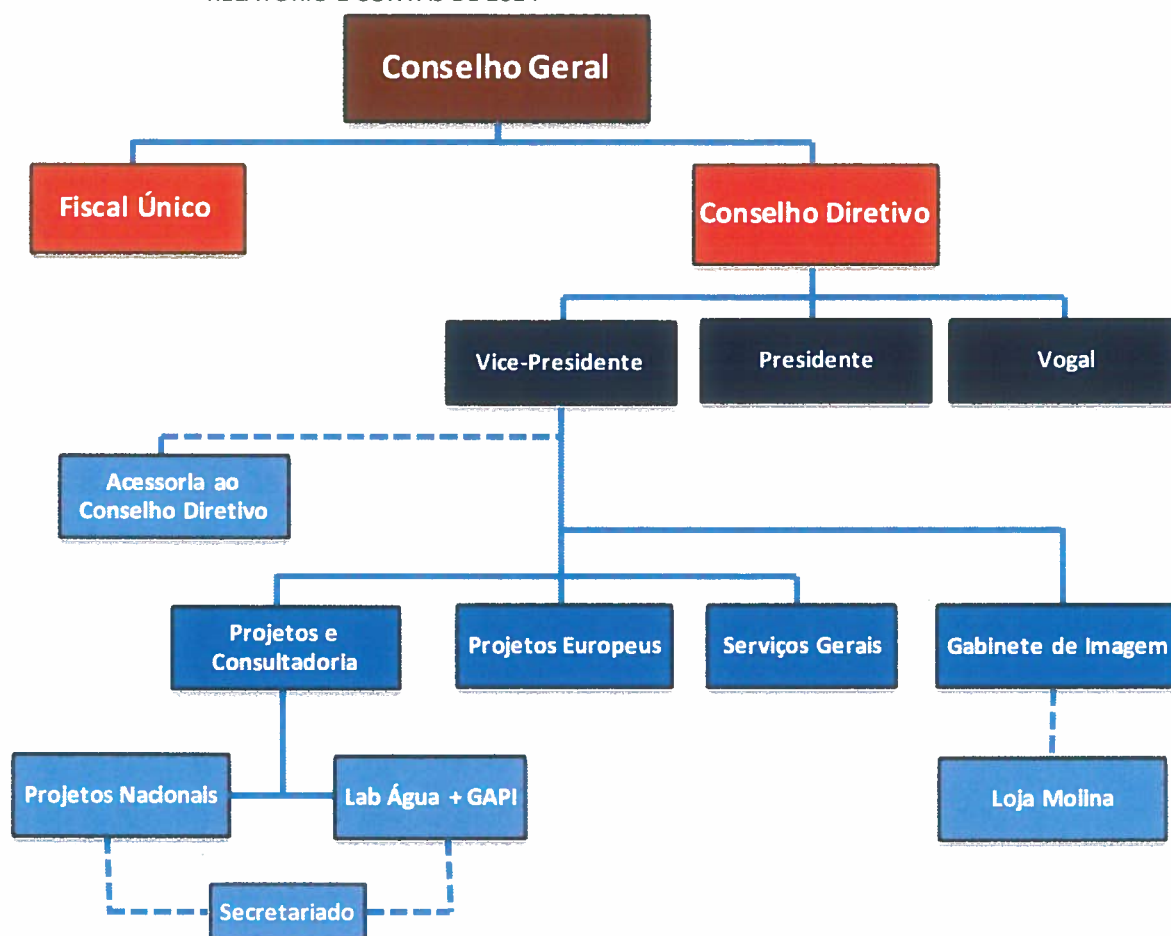 Conselho Geral
Fiscal Único
Conselho Diretivo
Vice-Presidente
Presidente
Vogal
Acessoria ao
Conselho Diretivo
Projetos e
Consultadoria
Projetos Europeus
Serviços Gerais
Gabinete de Imagem
Projetos Nacionais
Lab Água + GAPI
Loja Molina
Secretariado